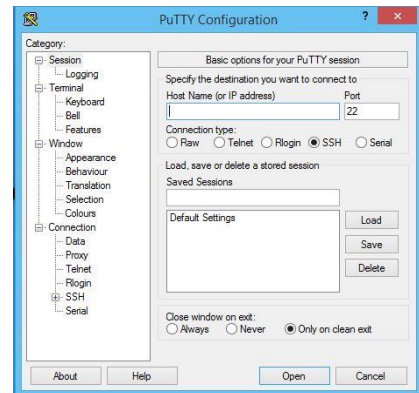 PuTTY Configuration
?
×
Category:
Session
Logging
Terminal
Keyboard
Bell
Features
Window
Appearance
Behaviour
Translation
Selection
Colours
Connection
Data
Proxy
Telnet
Rlogin
SSH
Serial
Basic options for your PuTTY session
Specify the destination you want to connect to
Host Name (or IP address) Port
22
Connection type:
Raw Telnet Rlogin SSH Serial
Load, save or delete a stored session
Saved Sessions
Default Settings
Load
Save
Delete
Close window on exit:
Always Never Only on clean exit
About Help Open Cancel